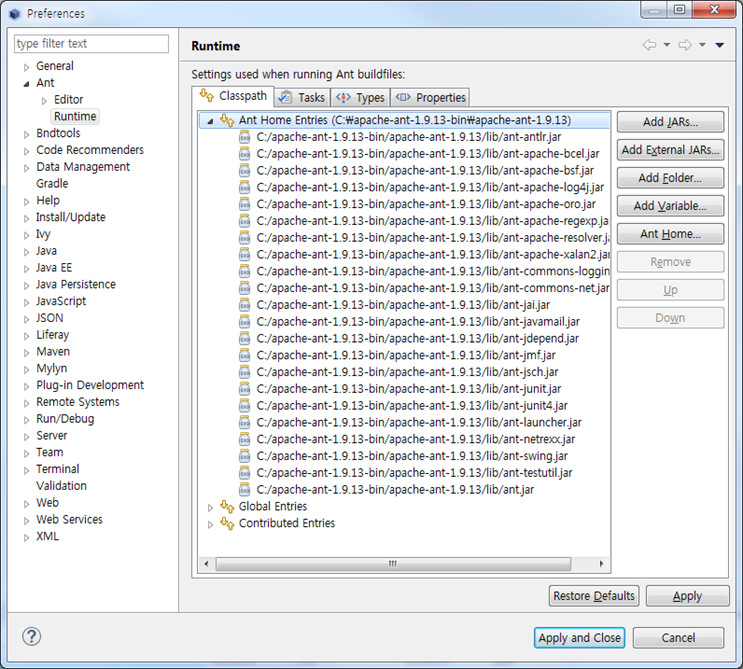 Preferences
type filter text
General
Ant
Editor
Runtime
Bndtools
Code Recommenders
Data Management
Gradle
Help
Install/Update
Ivy
Java
Java EE
Java Persistence
JavaScript
JSON
Liferay
Maven
Mylyn
Plug-in Development
Remote Systems
Run/Debug
Server
Team
Terminal
Validation
Web
Web Services
XML
Runtime
Settings used when running Ant buildfiles:
Classpath Tasks Types Properties
Ant Home Entries (C:₩apache-ant-1.9.13-bin₩apache-ant-1.9.13)
C:/apache-ant-1.9.13-bin/apache-ant-1.9.13/lib/ant-antlr.jar
C:/apache-ant-1.9.13-bin/apache-ant-1.9.13/lib/ant-apache-bcel.jar
C:/apache-ant-1.9.13-bin/apache-ant-1.9.13/lib/ant-apache-bsf.jar
C:/apache-ant-1.9.13-bin/apache-ant-1.9.13/lib/ant-apache-log4j.jar
C:/apache-ant-1.9.13-bin/apache-ant-1.9.13/lib/ant-apache-oro.jar
C:/apache-ant-1.9.13-bin/apache-ant-1.9.13/lib/ant-apache-regexp.ja
C:/apache-ant-1.9.13-bin/apache-ant-1.9.13/lib/ant-apache-resolver.ja
C:/apache-ant-1.9.13-bin/apache-ant-1.9.13/lib/ant-apache-xalan2.jar
C:/apache-ant-1.9.13-bin/apache-ant-1.9.13/lib/ant-commons-loggin
C:/apache-ant-1.9.13-bin/apache-ant-1.9.13/lib/ant-commons-net.jar
C:/apache-ant-1.9.13-bin/apache-ant-1.9.13/lib/ant-jai.jar
C:/apache-ant-1.9.13-bin/apache-ant-1.9.13/lib/ant-javamail.jar
C:/apache-ant-1.9.13-bin/apache-ant-1.9.13/lib/ant-jdepend.jar
C:/apache-ant-1.9.13-bin/apache-ant-1.9.13/lib/ant-jmf.jar
C:/apache-ant-1.9.13-bin/apache-ant-1.9.13/lib/ant-jsch.jar
C:/apache-ant-1.9.13-bin/apache-ant-1.9.13/lib/ant-junit.jar
C:/apache-ant-1.9.13-bin/apache-ant-1.9.13/lib/ant-junit4.jar
C:/apache-ant-1.9.13-bin/apache-ant-1.9.13/lib/ant-launcher.jar
C:/apache-ant-1.9.13-bin/apache-ant-1.9.13/lib/ant-netrexx.jar
C:/apache-ant-1.9.13-bin/apache-ant-1.9.13/lib/ant-swing.jar
C:/apache-ant-1.9.13-bin/apache-ant-1.9.13/lib/ant-testutil.jar
C:/apache-ant-1.9.13-bin/apache-ant-1.9.13/lib/ant.jar
Global Entries
Contributed Entries
Add JARs...
Add External JARs...
Add Folder...
Add Variable...
Ant Home...
Remove
Up
Down
Restore Defaults Apply
Apply and Close Cancel